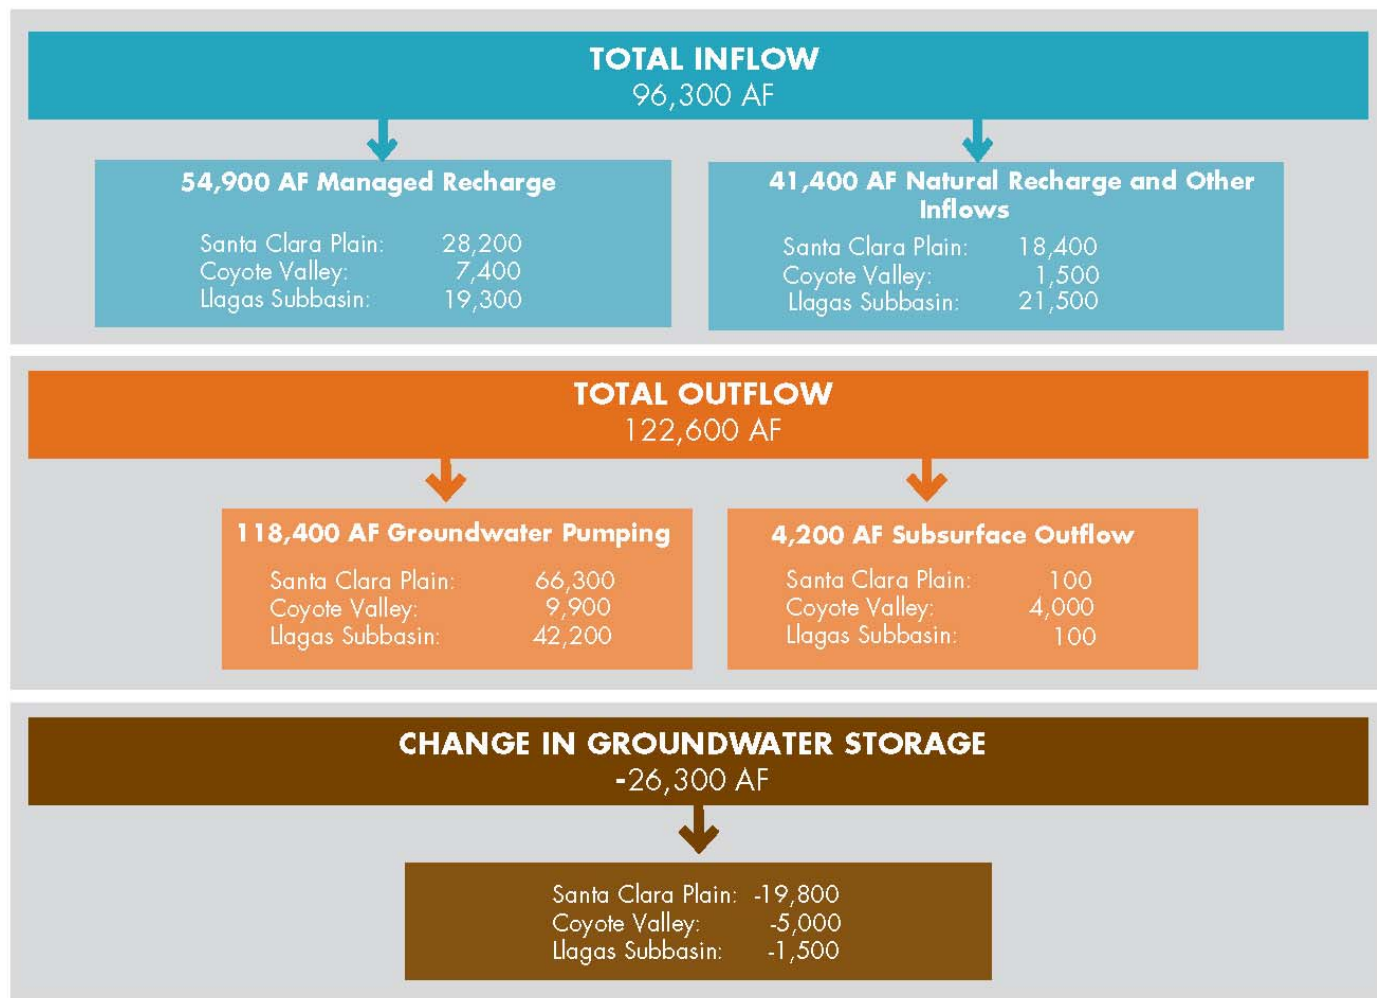 TOTAL INFLOW
96,300 AF
54,900 AF Managed Recharge
Santa Clara Plain: 28,200
Coyote Valley: 7,400
Llagas Subbasin: 19,300
41,400 AF Natural Recharge and Other
Inflows
Santa Clara Plain: 18,400
Coyote Valley: 1,500
Llagas Subbasin: 21,500
TOTAL OUTFLOW
122,600 AF
118,400 AF Groundwater Pumping
Santa Clara Plain: 66,300
Coyote Valley: 9,900
Llagas Subbasin: 42,200
4,200 AF Subsurface Outflow
Santa Clara Plain: 100
Coyote Valley: 4,000
Llagas Subbasin: 100
CHANGE IN GROUNDWATER STORAGE
-26,300 AF
Santa Clara Plain: -19,800
Coyote Valley: -5,000
Llagas Subbasin: -1,500